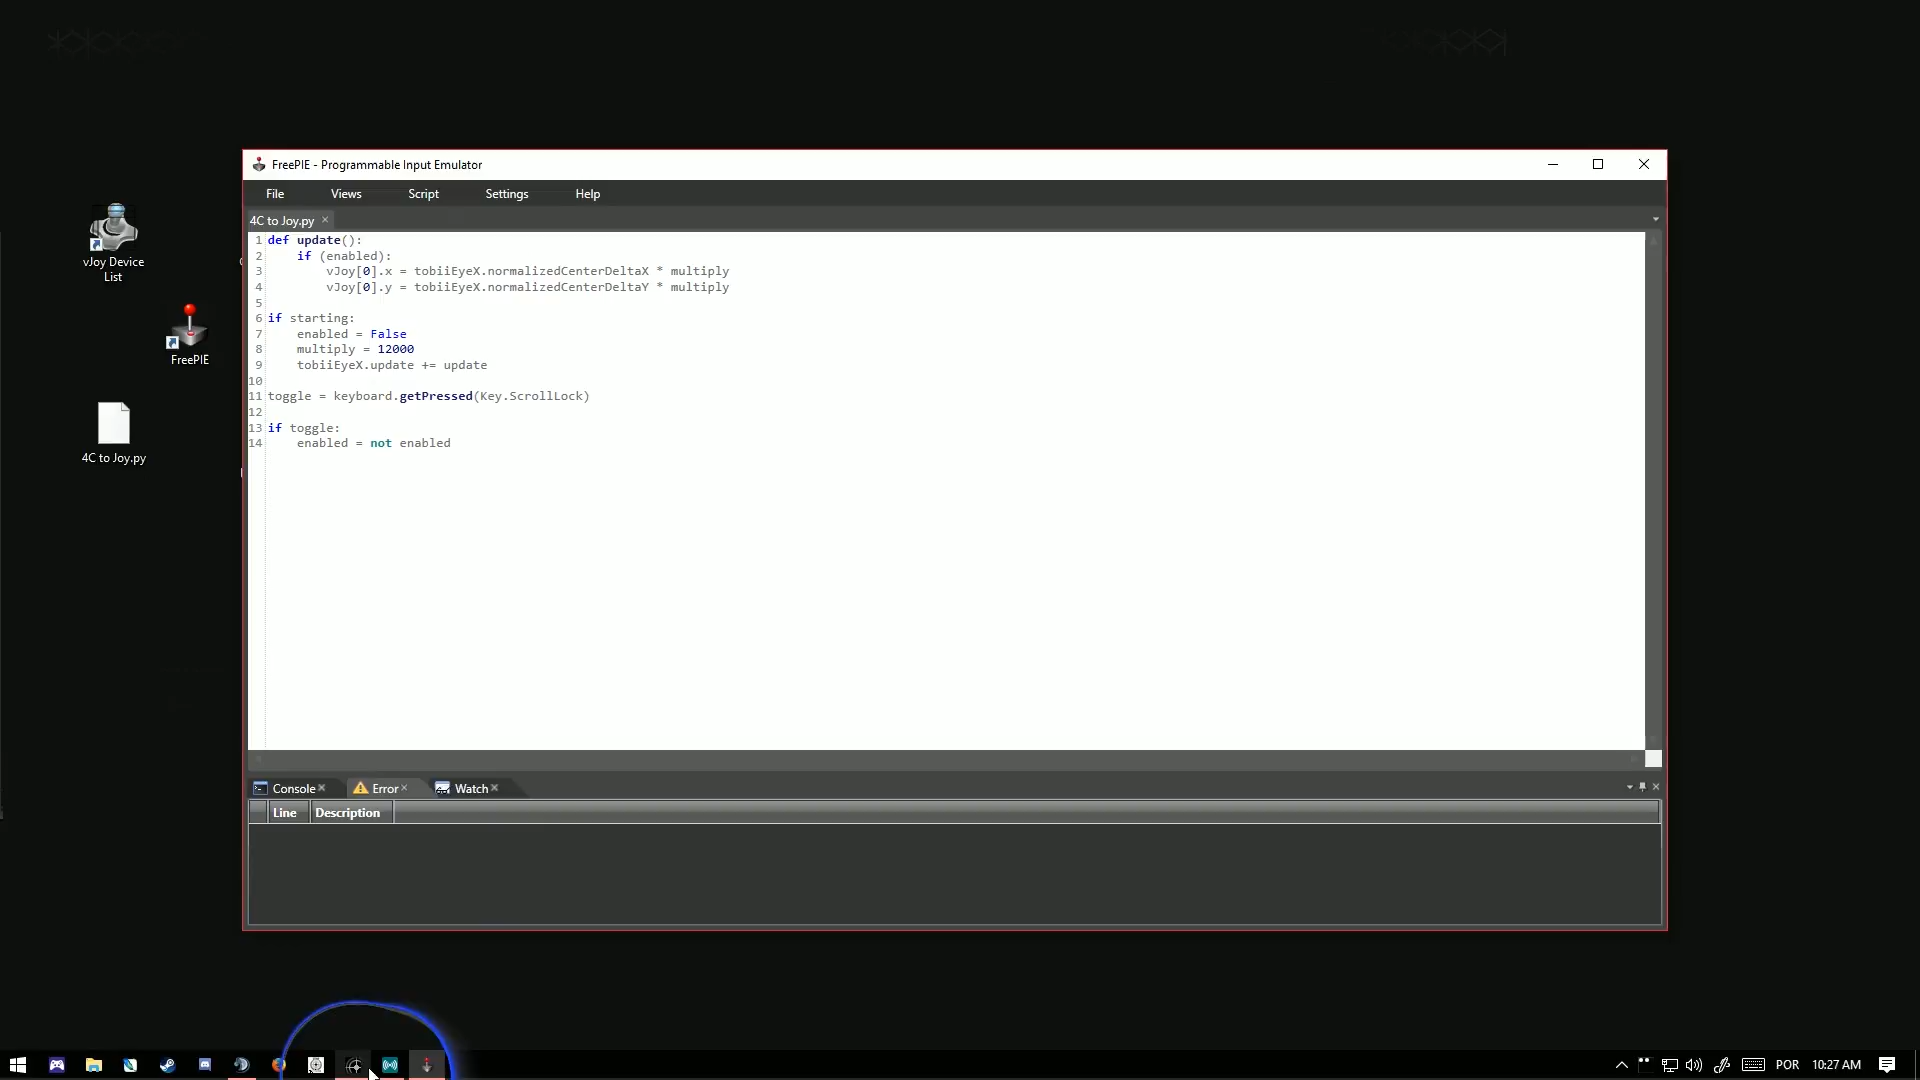 FreePIE - Programmable Input Emulator
File Views Script Settings Help
4C to Joy.py
1 def update():
2     if (enabled):
3         vJoy[0].x = tobiiEyeX.normalizedCenterDeltaX * multiply
4         vJoy[0].y = tobiiEyeX.normalizedCenterDeltaY * multiply
5
6 if starting:
7     enabled = False
8     multiply = 12000
9     tobiiEyeX.update += update
10
11 toggle = keyboard.getPressed(Key.ScrollLock)
12
13 if toggle:
14     enabled = not enabled
vJoy Device
List
FreePIE
4C to Joy.py
Console Error Watch
Line Description
POR 10:27 AM